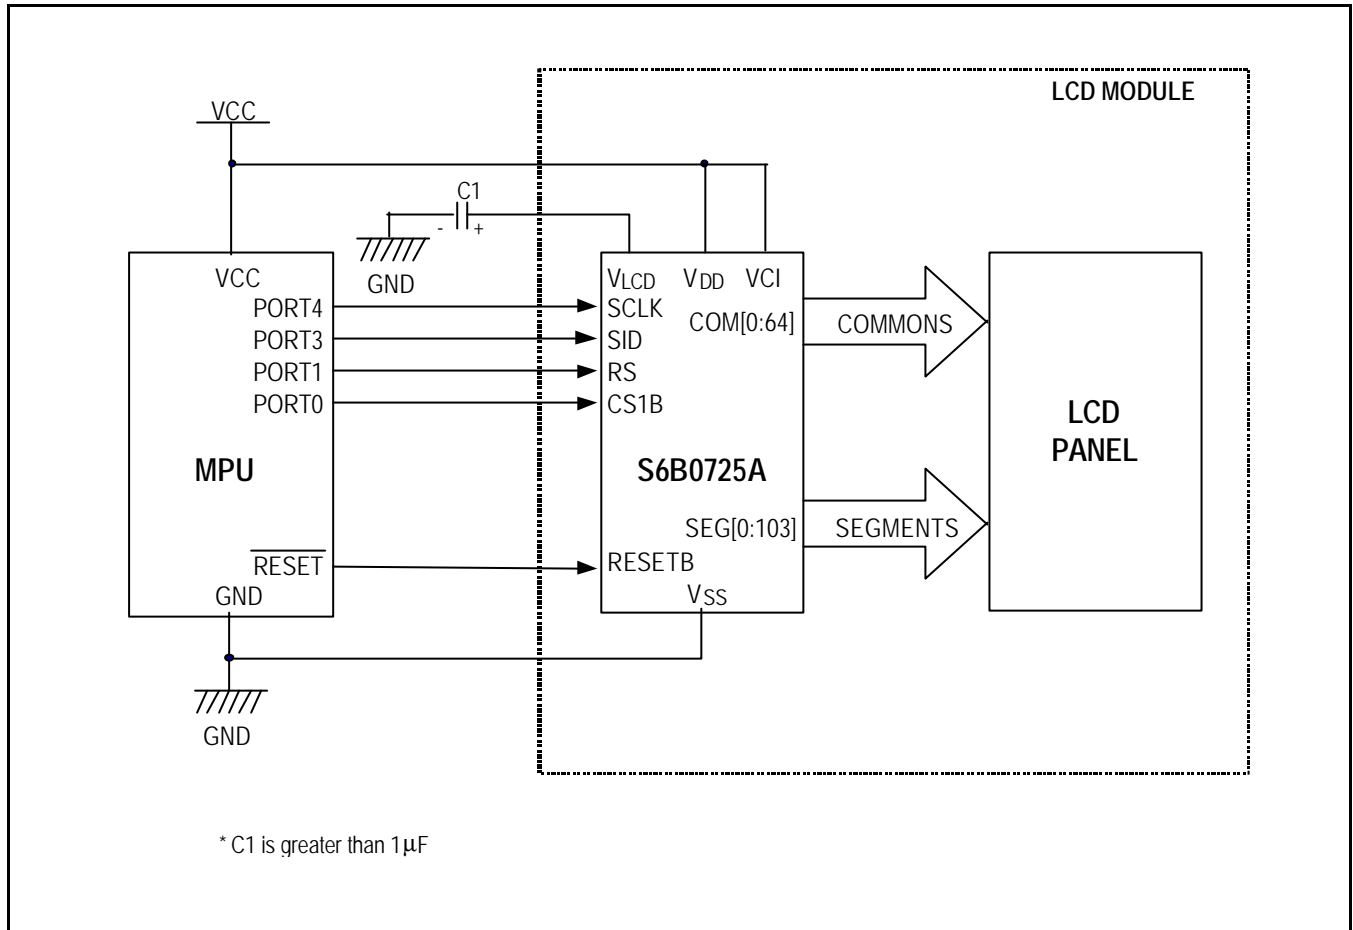 LCD MODULE
VCC
C1
- +
GND
VCC
PORT4
PORT3
PORT1
PORT0
MPU
RESET
GND
GND
VLCD VDD VCI
SCLK
SID
RS
CS1B
COM[0:64]
S6B0725A
SEG[0:103]
RESETB
VSS
COMMONS
SEGMENTS
LCD
PANEL
* C1 is greater than 1μF